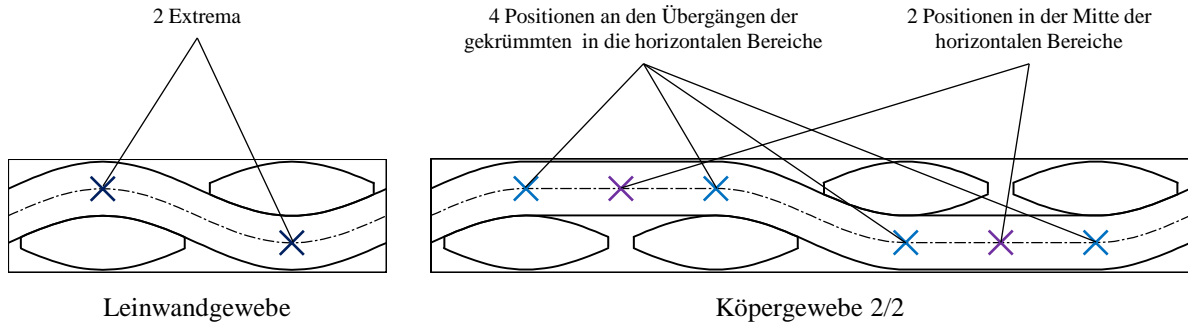 2 Extrema
4 Positionen an den Übergängen der
gekrümmten in die horizontalen Bereiche
2 Positionen in der Mitte der
horizontalen Bereiche
Leinwandgewebe
Köpergewebe 2/2